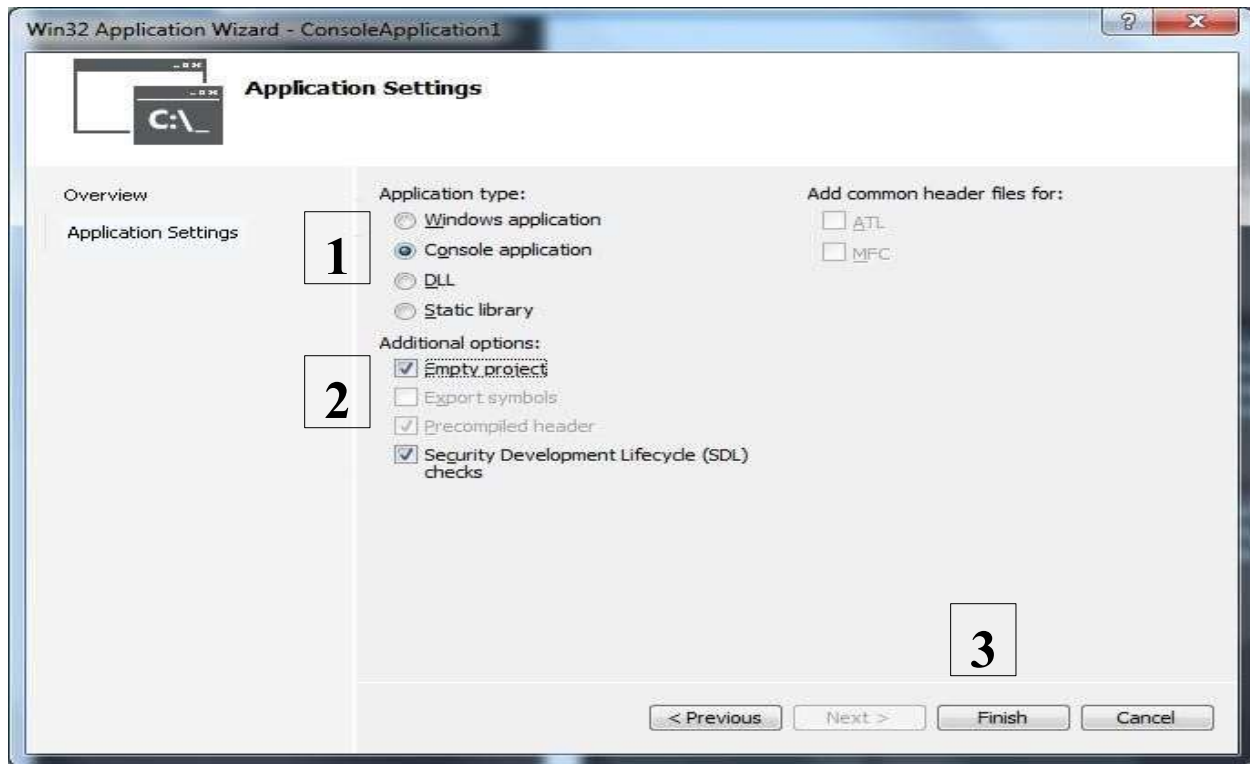 Win32 Application Wizard - ConsoleApplication1
C:\_
Application Settings
Overview
Application Settings
1
Application type:
Windows application
Console application
DLL
Static library
2
Additional options:
Empty project
Export symbols
Precompiled header
Security Development Lifecycle (SDL)
checks
Add common header files for:
ATL
MFC
3
< Previous
Next >
Finish
Cancel